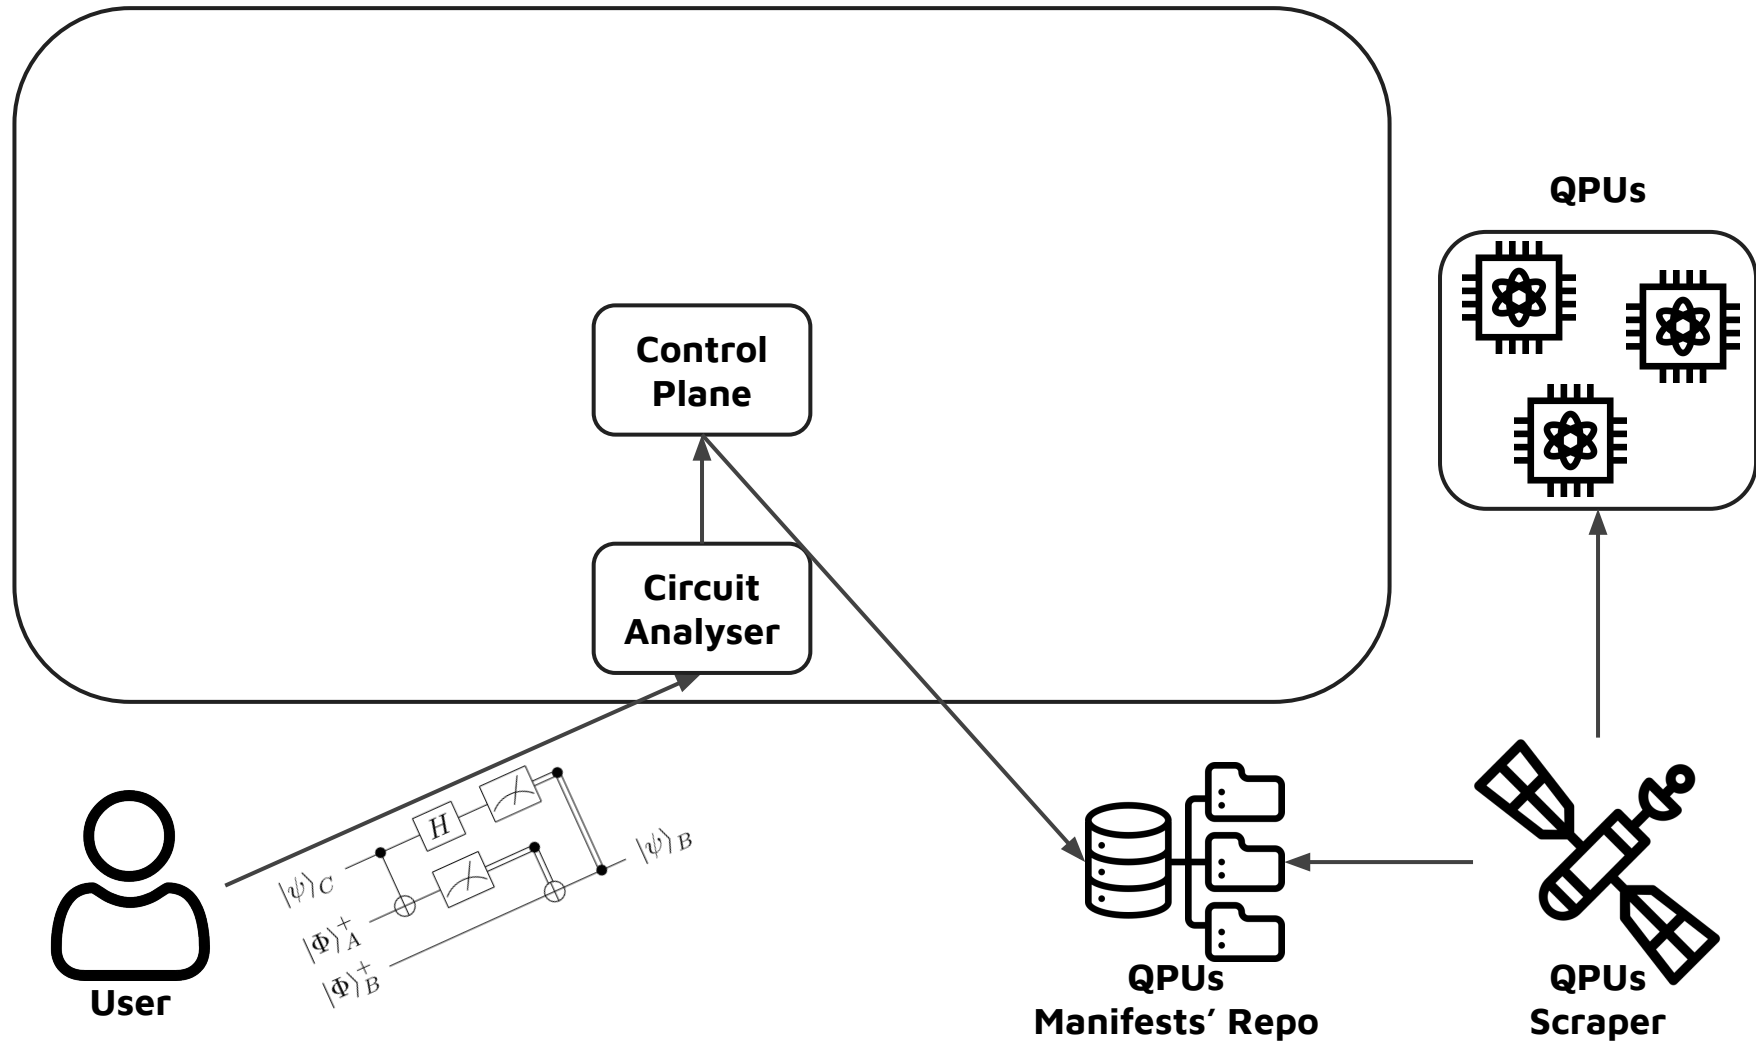 QPUs
Control
Plane
Circuit
Analyser
H
|ψ⟩C
|ψ⟩B
|Φ⟩+A
|Φ⟩+B
User
QPUs
Manifests’ Repo
QPUs
Scraper